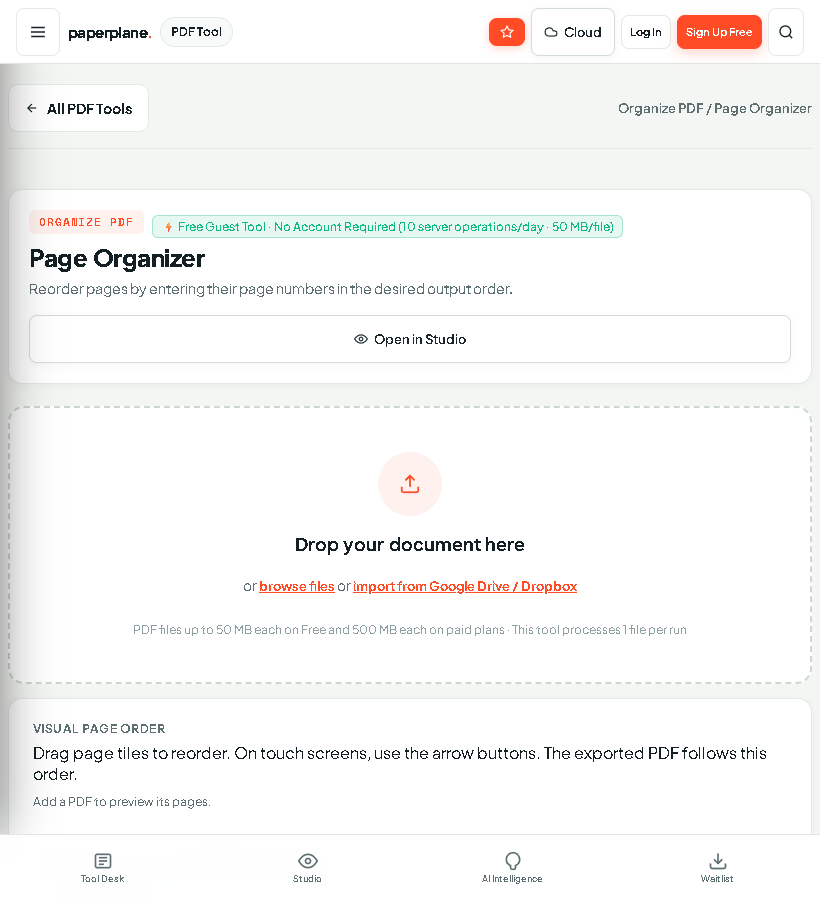 paperplane.
PDF Tool
Cloud
Log In
Sign Up Free
All PDF Tools
Organize PDF / Page Organizer
ORGANIZE PDF
Free Guest Tool · No Account Required (10 server operations/day · 50 MB/file)
Page Organizer
Reorder pages by entering their page numbers in the desired output order.
Open in Studio
Drop your document here
or browse files or import from Google Drive / Dropbox
PDF files up to 50 MB each on Free and 500 MB each on paid plans · This tool processes 1 file per run
VISUAL PAGE ORDER
Drag page tiles to reorder. On touch screens, use the arrow buttons. The exported PDF follows this
order.
Add a PDF to preview its pages.
Tool Desk
Studio
AI Intelligence
Waitlist